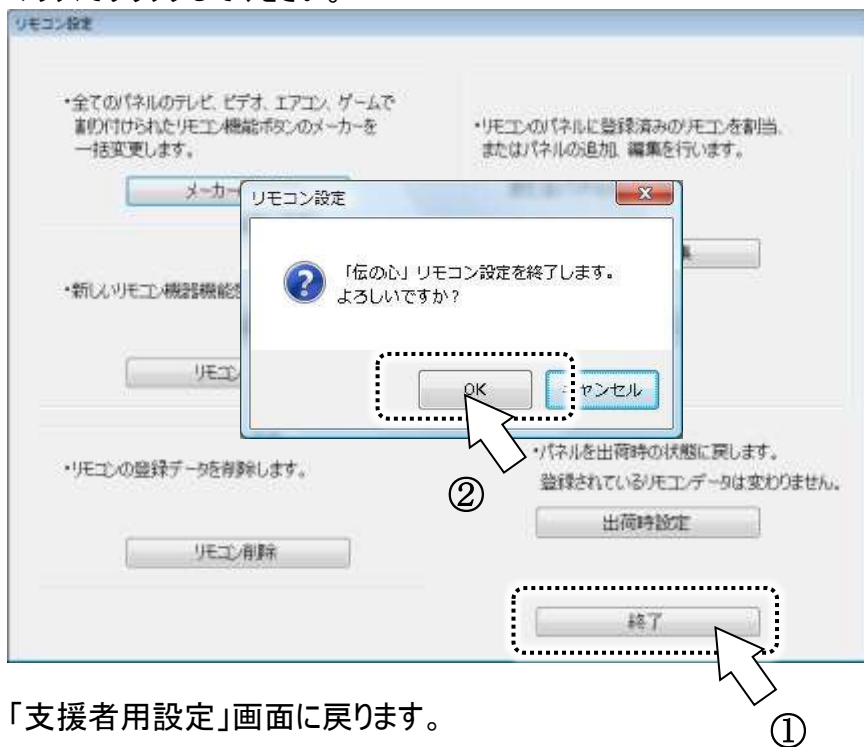 リモコン設定
・全てのパネルのテレビ、ビデオ、エアコン、ゲームで
割り付けられたリモコン機能ボタンのメーカーを
一括変更します。
メーカー
・リモコンのパネルに登録済みのリモコンを割当、
またはパネルの追加、編集を行います。
リモコン設定
「伝の心」リモコン設定を終了します。
よろしいですか?
OK
キャンセル
・新しいリモコン機器機能を
リモコン
・リモコンの登録データを削除します。
リモコン削除
・パネルを出荷時の状態に戻します。
登録されているリモコンデータは変わりません。
出荷時設定
終了
②
①
「支援者用設定」画面に戻ります。